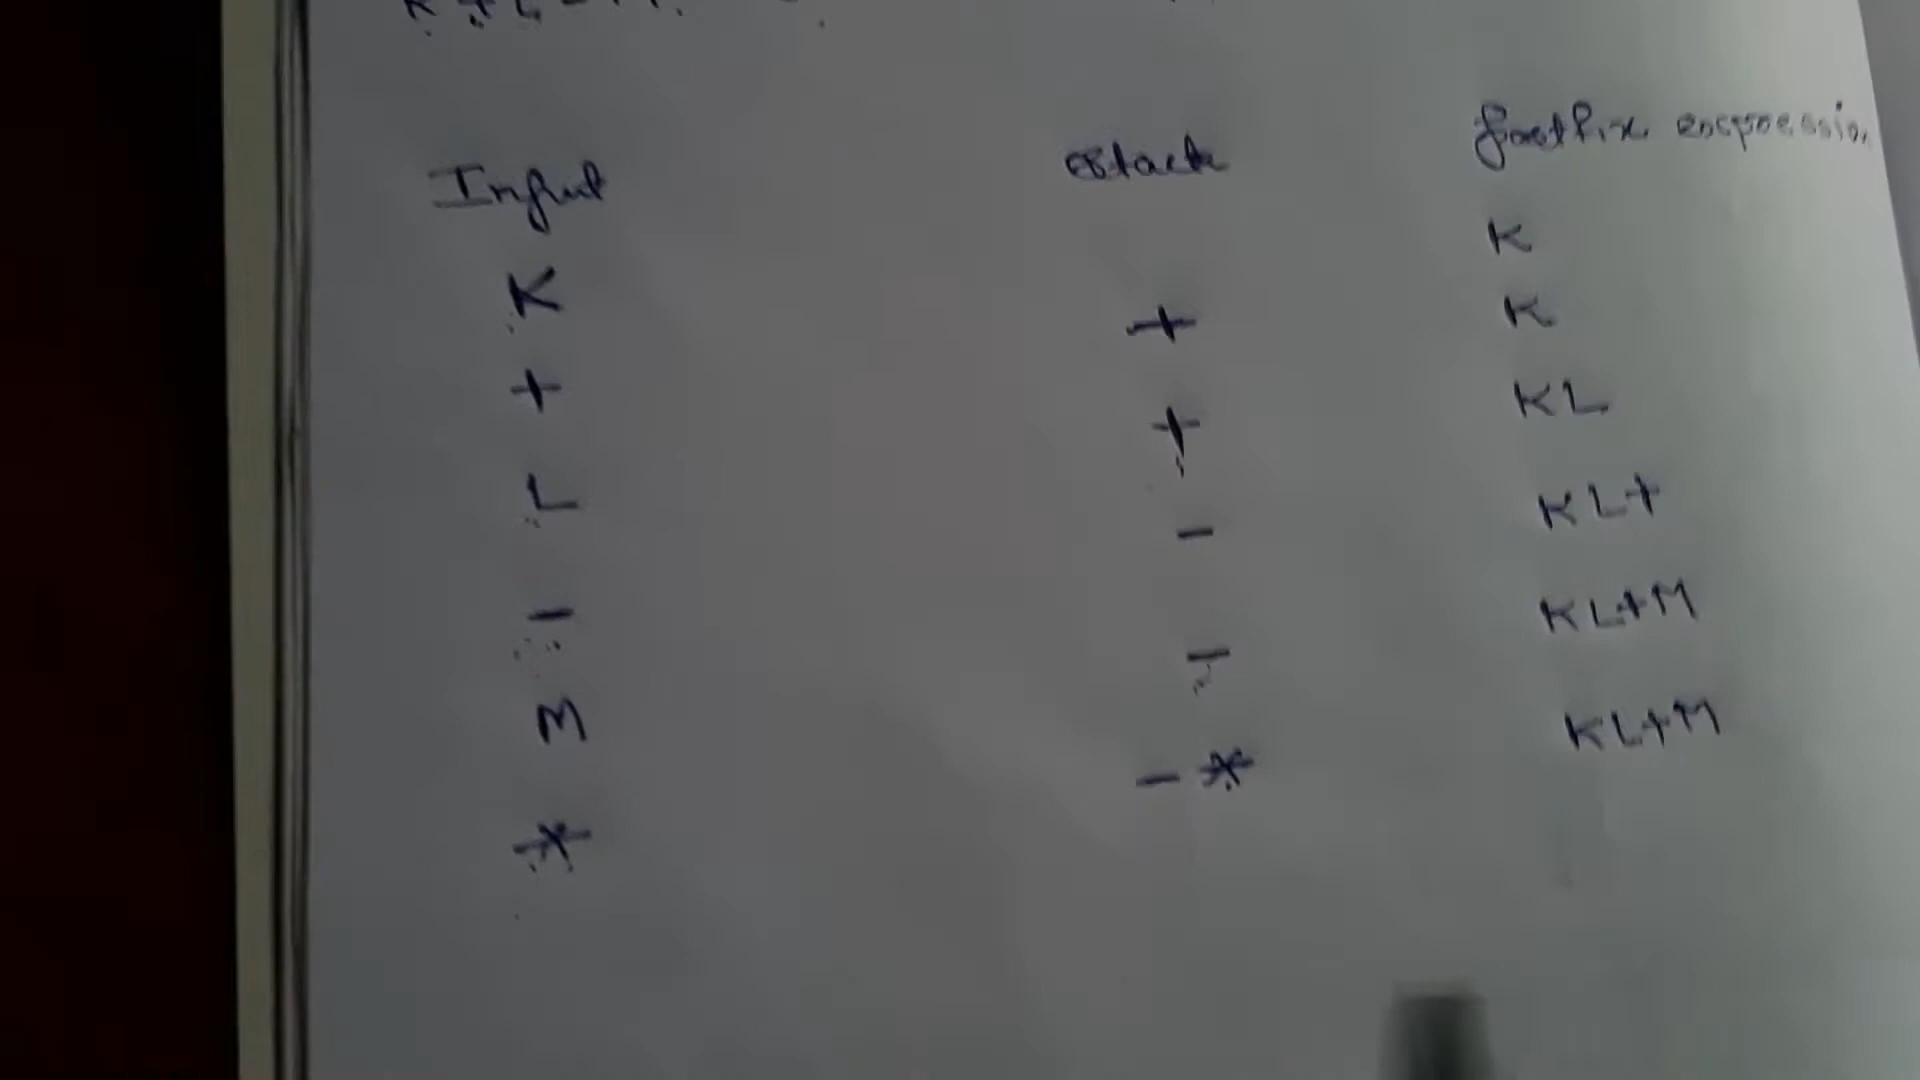 Input Stack Postfix expression
K K
+ + K
L + KL
- - KL+
M - KL+M
* - * KL+M